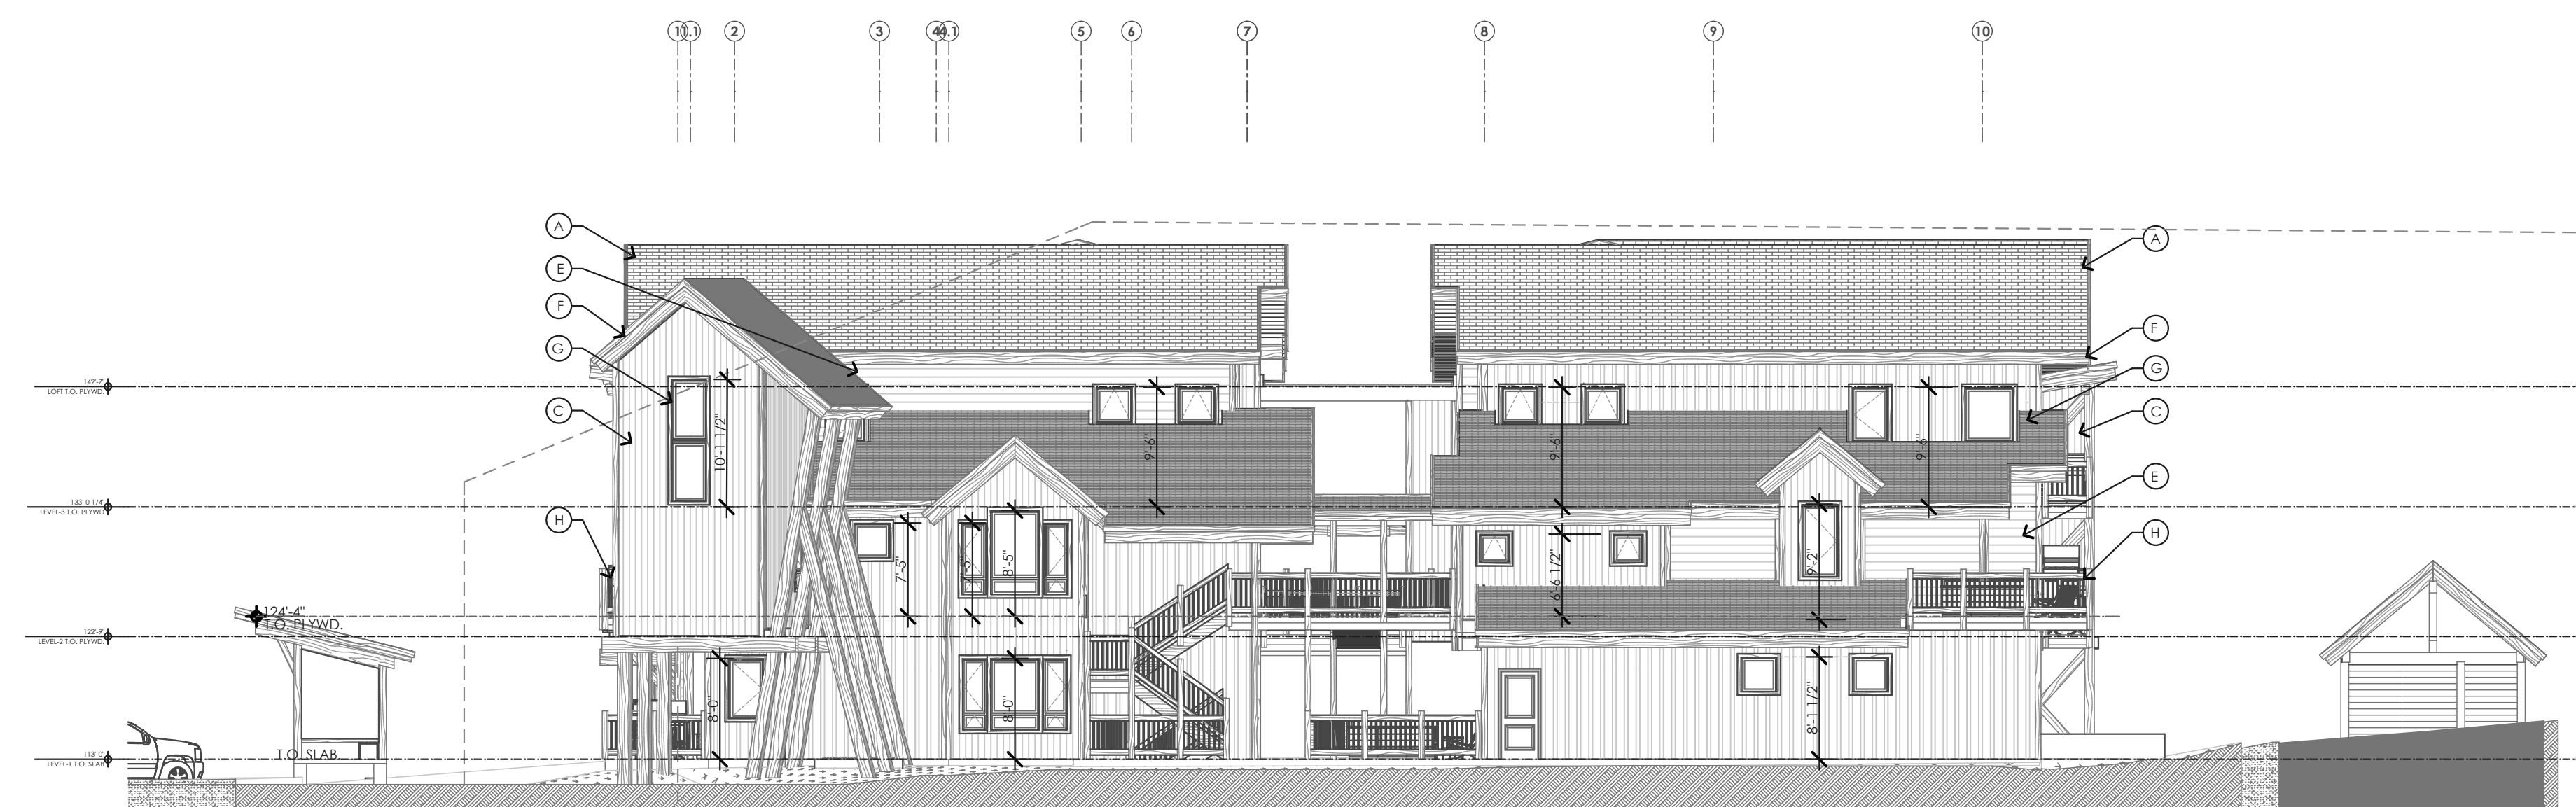 1 1.1 2 3 4 4.1 5 6 7 8 9 10
A
A
E
F
F
G
G
142'-7"
LOFT T.O. PLYWD.
C
C
10'-1 1/2"
9'-6"
9'-6"
9'-6"
E
133'-0 1/4"
LEVEL-3 T.O. PLYWD
H
H
7'-5"
7'-5"
8'-5"
6'-6 1/2"
9'-2"
124'-4"
T.O. PLYWD.
122'-9"
LEVEL-2 T.O. PLYWD.
8'-0"
8'-0"
8'-1 1/2"
T.O. SLAB
113'-0"
LEVEL-1 T.O. SLAB